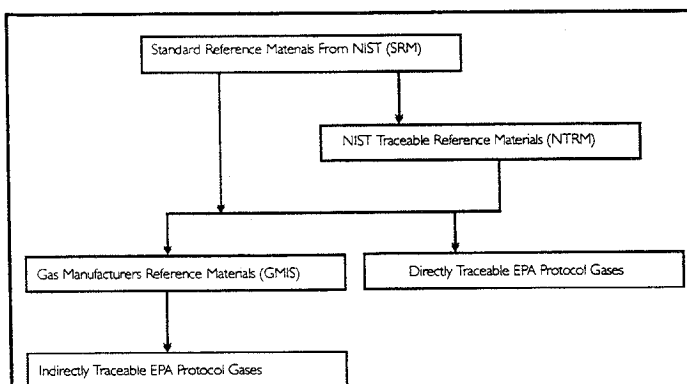 Standard Reference Materials From NIST (SRM)
NIST Traceable Reference Materials (NTRM)
Gas Manufacturers Reference Materials (GMIS)
Directly Traceable EPA Protocol Gases
Indirectly Traceable EPA Protocol Gases